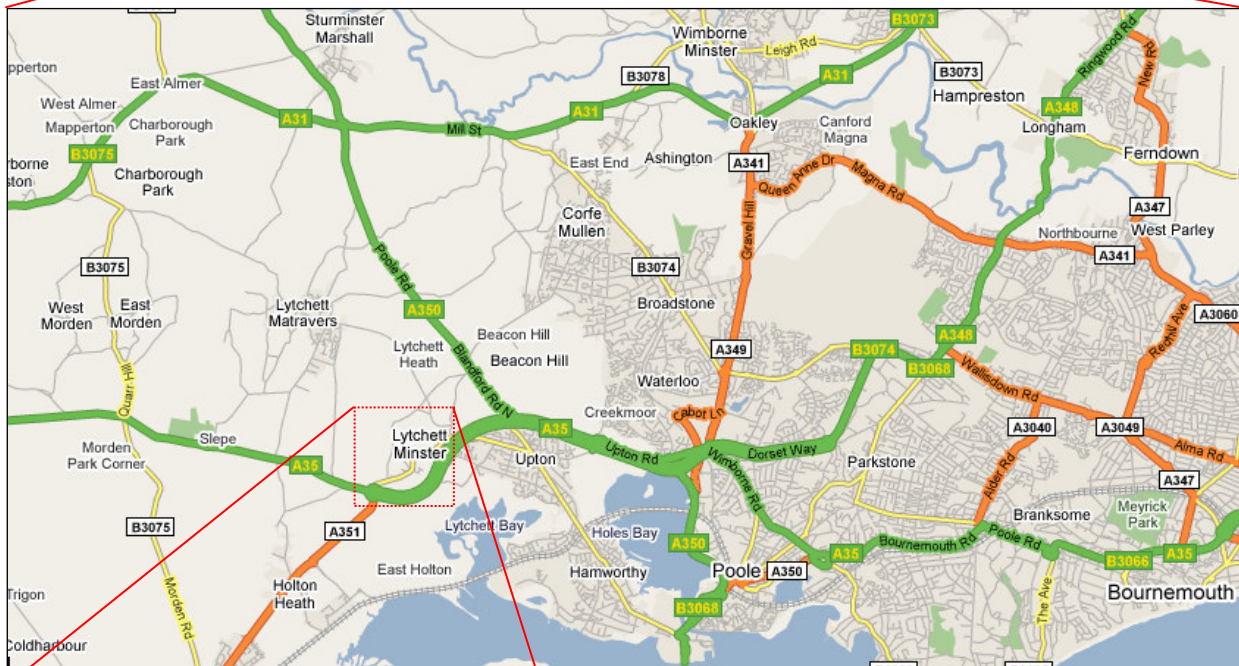 B3073
Sturminster
Marshall
Wimborne
Minster
Leigh Rd
Ringwood Rd
New Rd
East Almer
B3078
A31
B3073
Hampreston
West Almer
A31
A31
A348
Mapperton
Charborough
Park
Mill St
Oakley
Canford
Magna
Longham
B3075
East End
Ashington
A341
Ferndown
Charborough
Park
Queen Anne Dr
Magna Rd
Corfe
Mullen
Gravel Hill
A347
Northbourne
West Parley
B3075
Poole Rd
B3074
A341
West
Morden
East
Morden
Lytchett
Matravers
A350
Broadstone
A3060
Beacon Hill
A348
Redhill Ave
Lytchett
Heath
Beacon Hill
A349
B3074
B3068
Quarr Hill
Blandford Rd N
Waterloo
Wallisdown Rd
Creekmoor
Cabot Ln
Slepe
Lytchett
Minster
A35
A3040
A3049
Morden
Park Corner
A35
Upton
Upton Rd
Dorset Way
Alma Rd
Wimborne Rd
Parkstone
Alder Rd
A347
B3075
A351
Lytchett Bay
Holes Bay
Meyrick
Park
Branksome
A350
A35
Bournemouth Rd
Poole Rd
A35
B3066
East Holton
Hamworthy
Poole
A350
Holton
Heath
Morden Rd
B3068
The Ave
Bournemouth
Trigon
Coldharbour